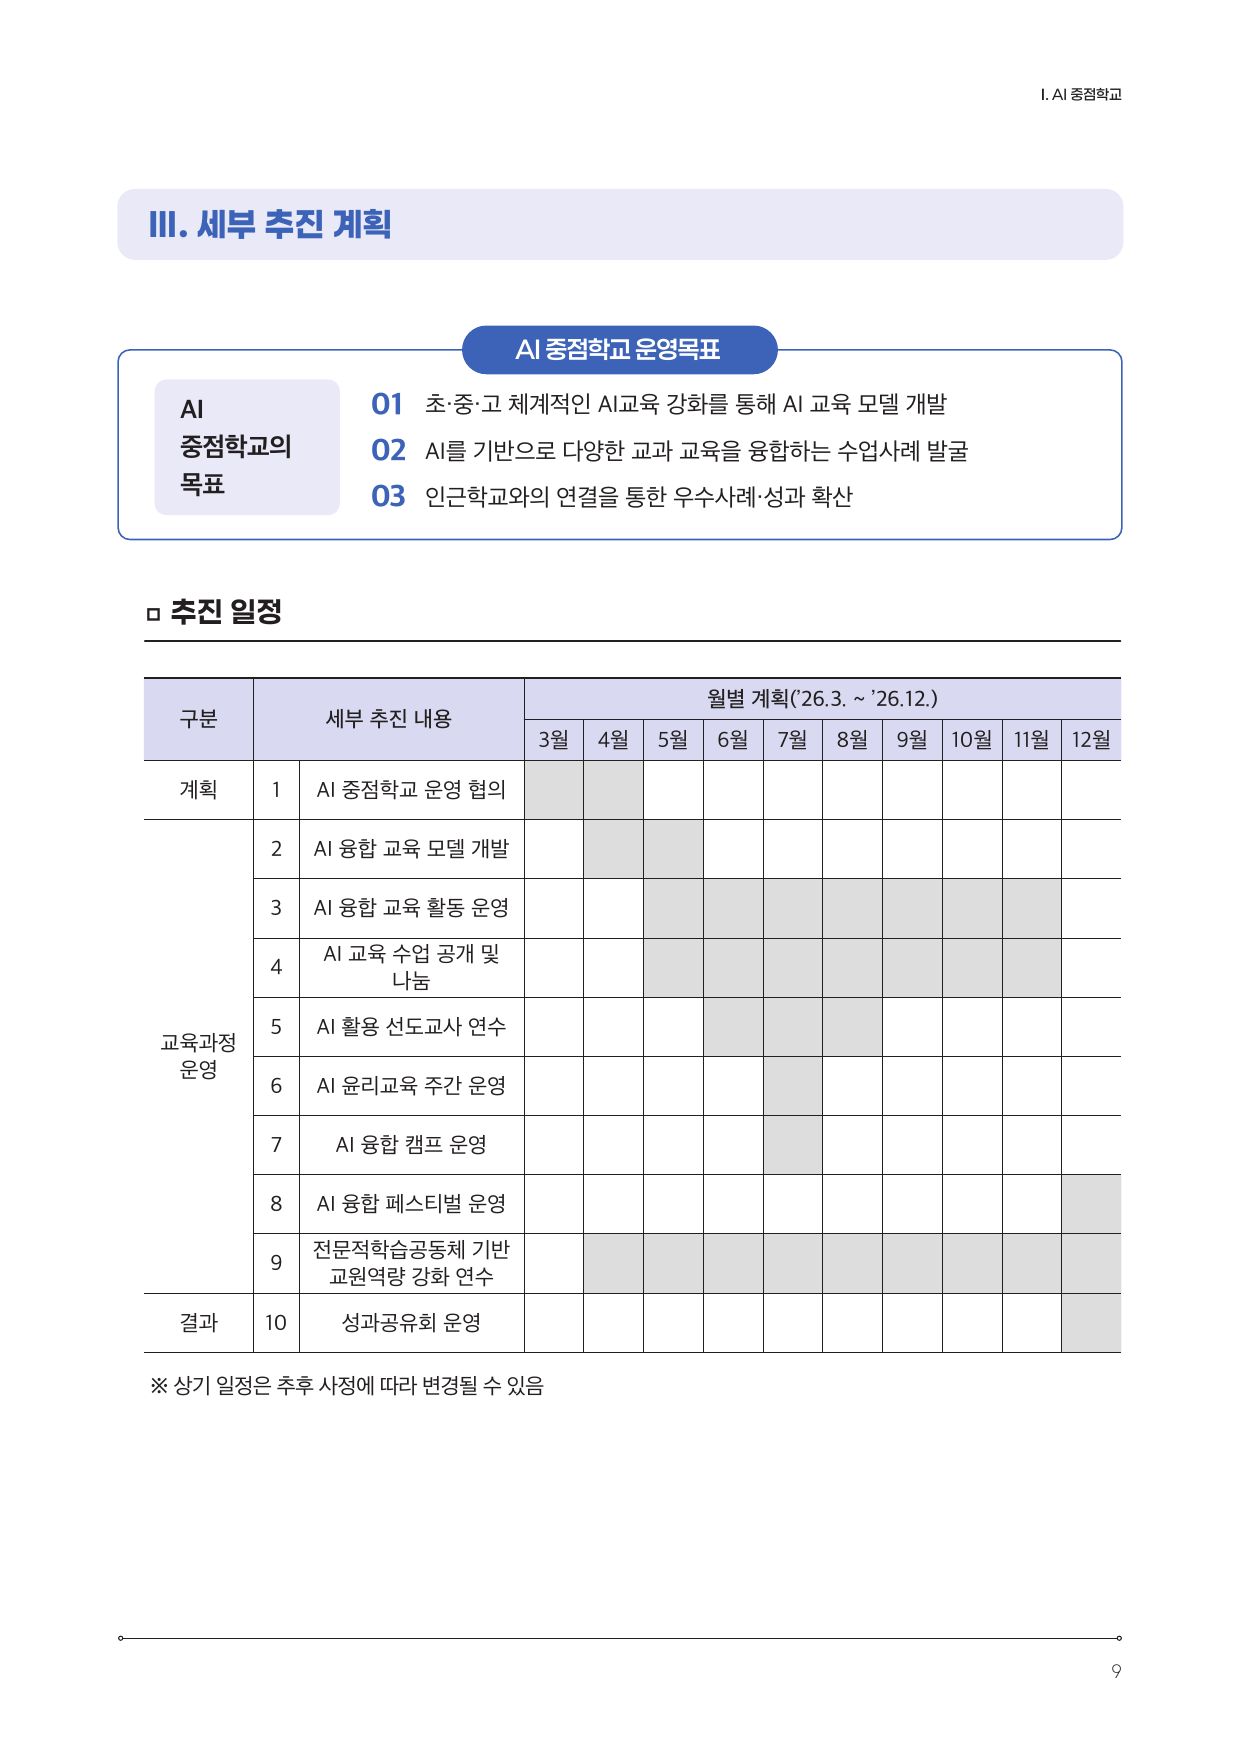 I. AI 중점학교
III. 세부 추진 계획
AI 중점학교 운영목표
AI
중점학교의
목표
01 초·중·고 체계적인 AI교육 강화를 통해 AI 교육 모델 개발
02 AI를 기반으로 다양한 교과 교육을 융합하는 수업사례 발굴
03 인근학교와의 연결을 통한 우수사례·성과 확산
□ 추진 일정
구분 세부 추진 내용 월별 계획('26.3. ~ '26.12.)
3월 4월 5월 6월 7월 8월 9월 10월 11월 12월
계획 1 AI 중점학교 운영 협의
교육과정
운영
2 AI 융합 교육 모델 개발
3 AI 융합 교육 활동 운영
4 AI 교육 수업 공개 및
나눔
5 AI 활용 선도교사 연수
6 AI 윤리교육 주간 운영
7 AI 융합 캠프 운영
8 AI 융합 페스티벌 운영
9 전문적학습공동체 기반
교원역량 강화 연수
결과 10 성과공유회 운영
※ 상기 일정은 추후 사정에 따라 변경될 수 있음
9